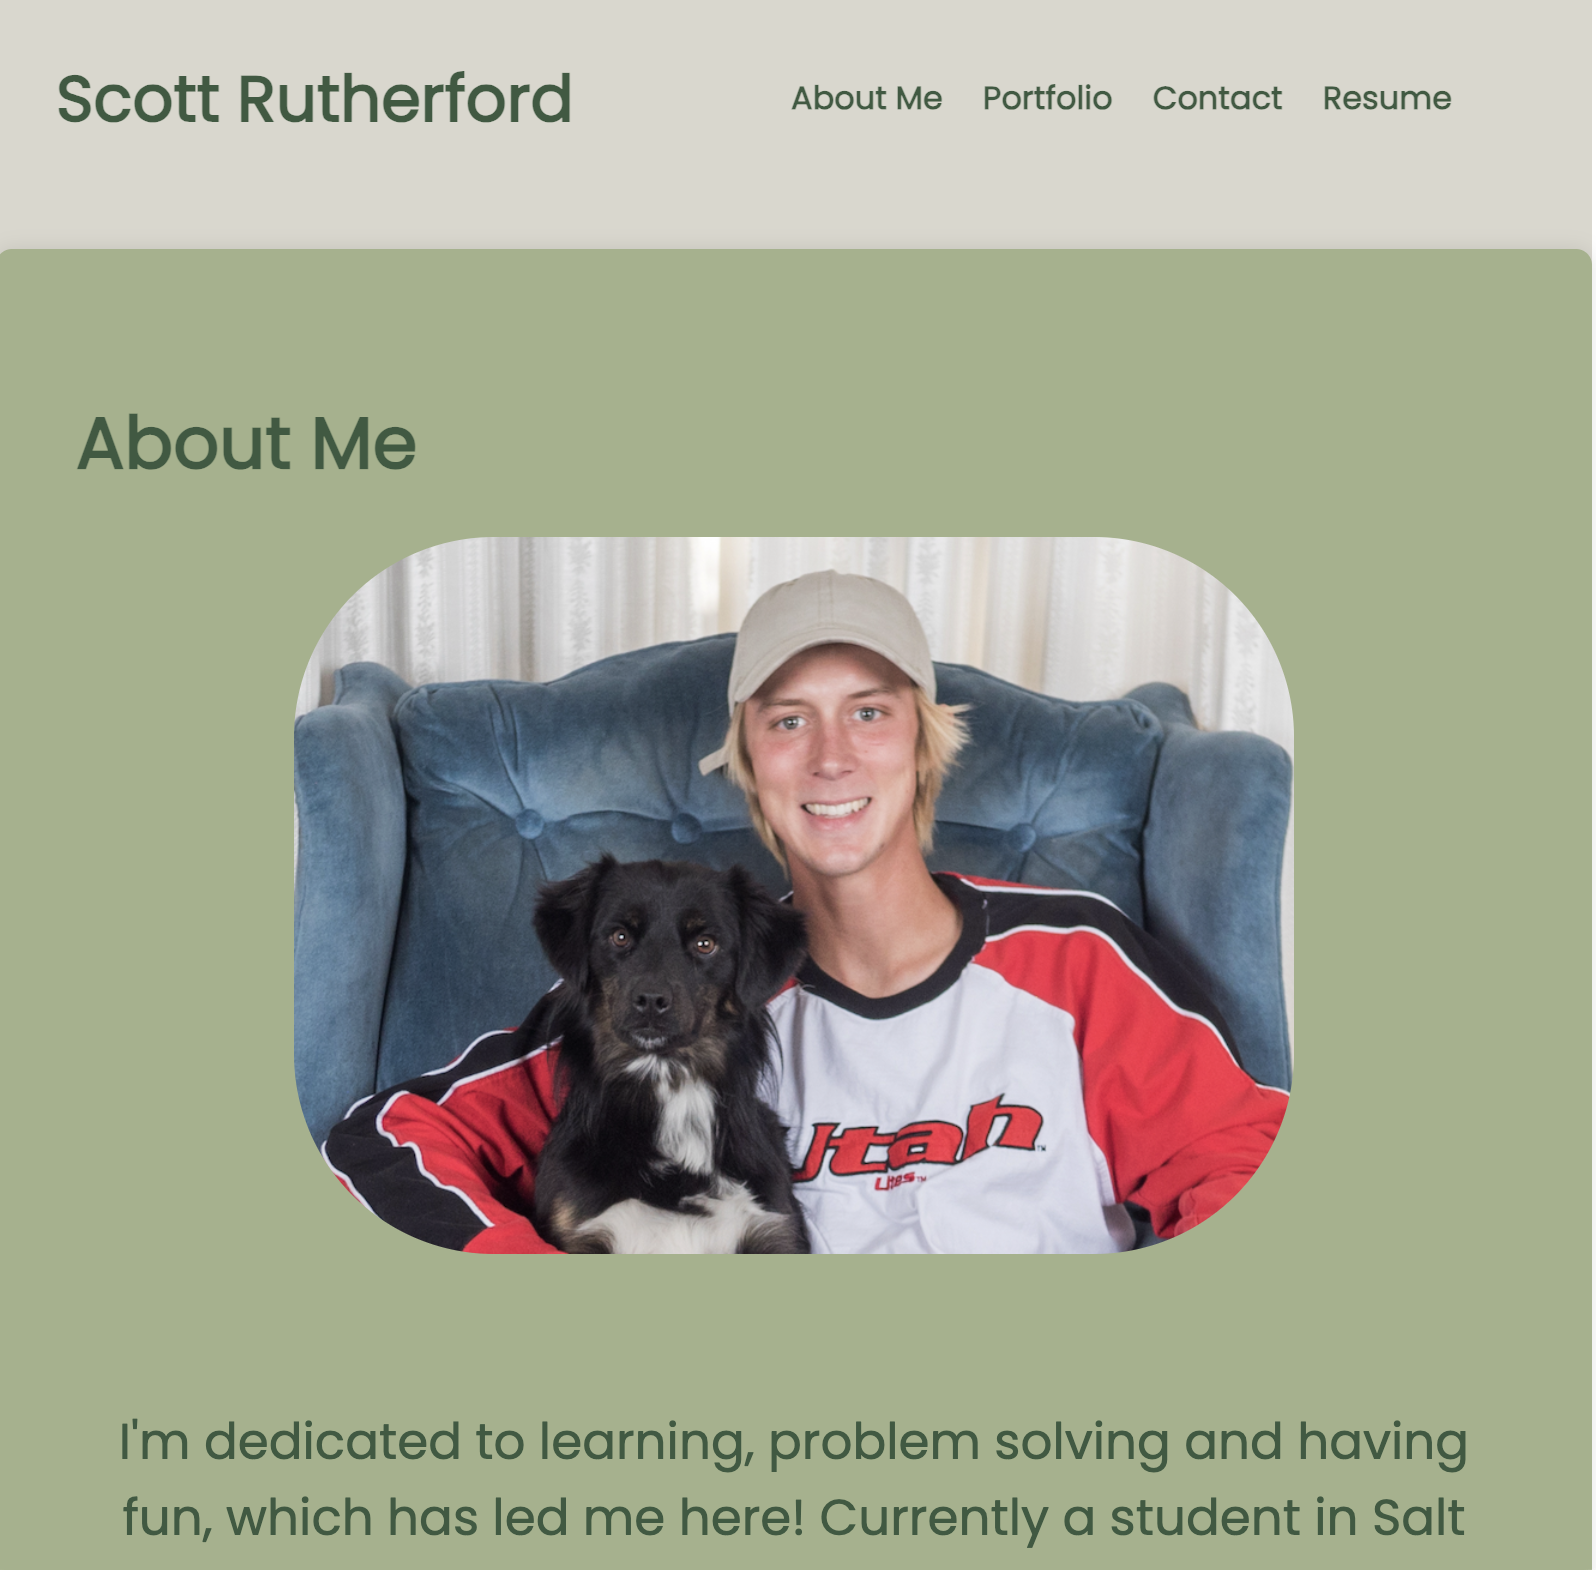 Scott Rutherford
About Me Portfolio Contact Resume
About Me
Utah
Utes
I'm dedicated to learning, problem solving and having
fun, which has led me here! Currently a student in Salt